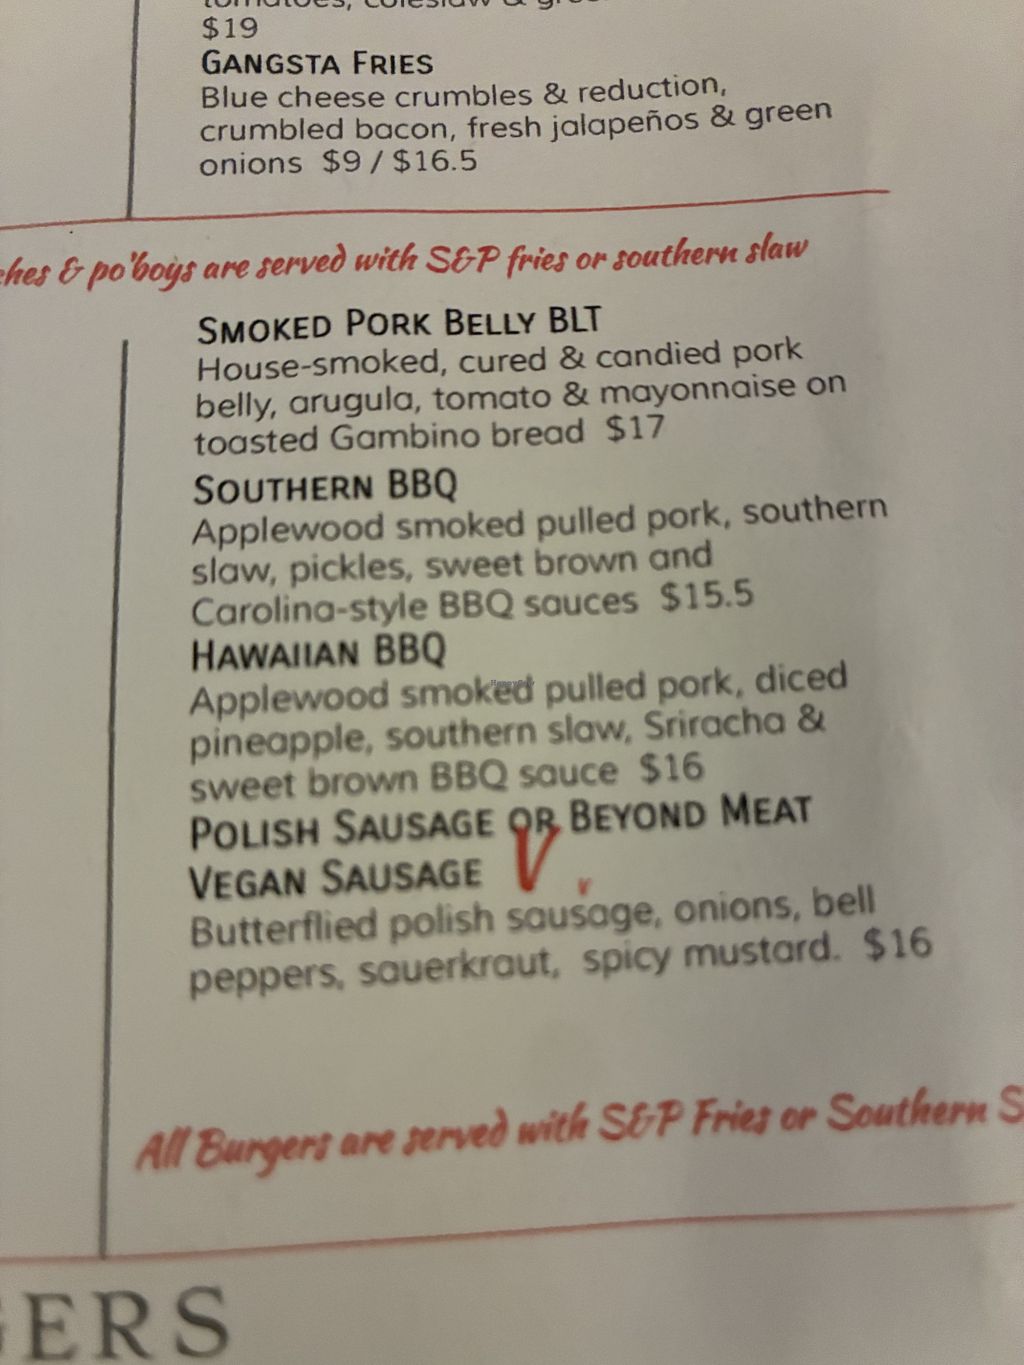 tomatoes, coleslaw &
$19
GANGSTA FRIES
Blue cheese crumbles & reduction,
crumbled bacon, fresh jalapeños & green
onions $9 / $16.5
& po'boys are served with S&P fries or southern slaw
SMOKED PORK BELLY BLT
House-smoked, cured & candied pork
belly, arugula, tomato & mayonnaise on
toasted Gambino bread $17
SOUTHERN BBQ
Applewood smoked pulled pork, southern
slaw, pickles, sweet brown and
Carolina-style BBQ sauces $15.5
HAWAIIAN BBQ
Applewood smoked pulled pork, diced
pineapple, southern slaw, Sriracha &
sweet brown BBQ sauce $16
POLISH SAUSAGE OR BEYOND MEAT
VEGAN SAUSAGE V v
Butterflied polish sausage, onions, bell
peppers, sauerkraut, spicy mustard. $16
All Burgers are served with S&P Fries or Southern S
GERS